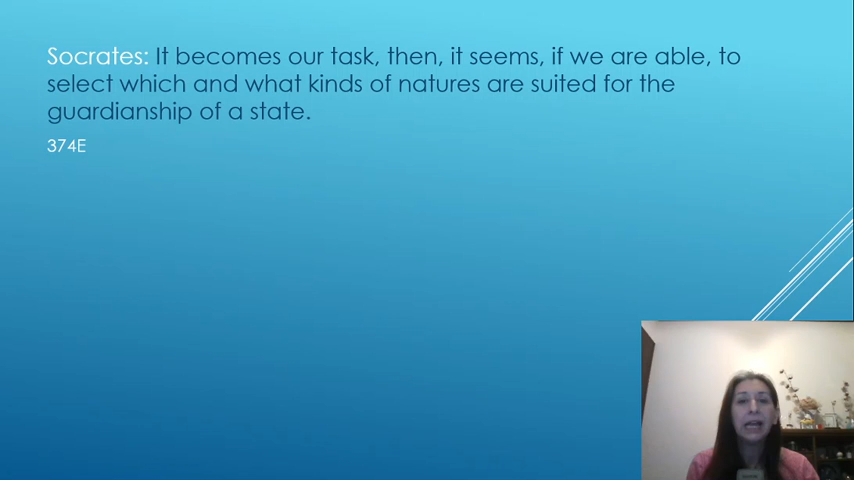 Socrates: It becomes our task, then, it seems, if we are able, to
select which and what kinds of natures are suited for the
guardianship of a state.
374E